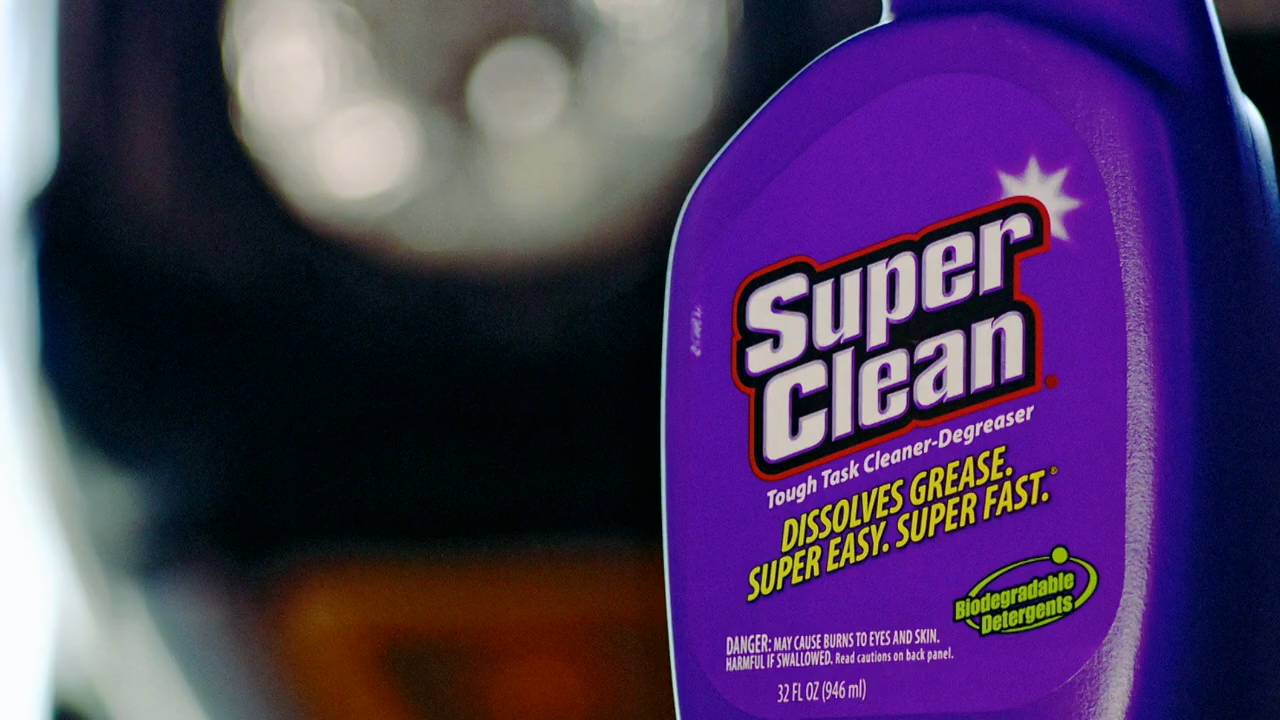 Super
Clean
Tough Task Cleaner-Degreaser
DISSOLVES GREASE.
SUPER EASY. SUPER FAST.®
Biodegradable
Detergents
DANGER: MAY CAUSE BURNS TO EYES AND SKIN.
HARMFUL IF SWALLOWED. Read cautions on back panel.
32 FL OZ (946 ml)